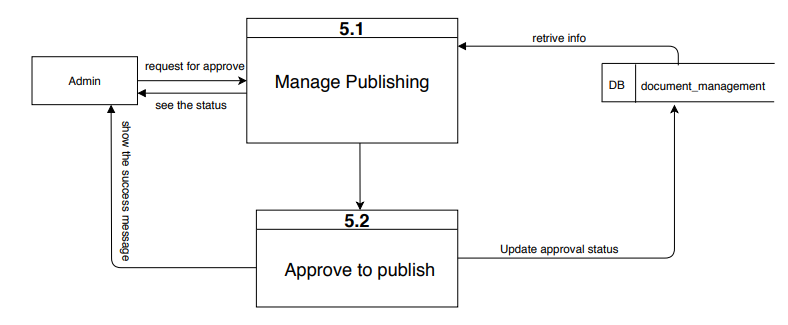 5.1
retrive info
request for approve
Admin
Manage Publishing
DB
document_management
see the status
show the success message
5.2
Update approval status
Approve to publish